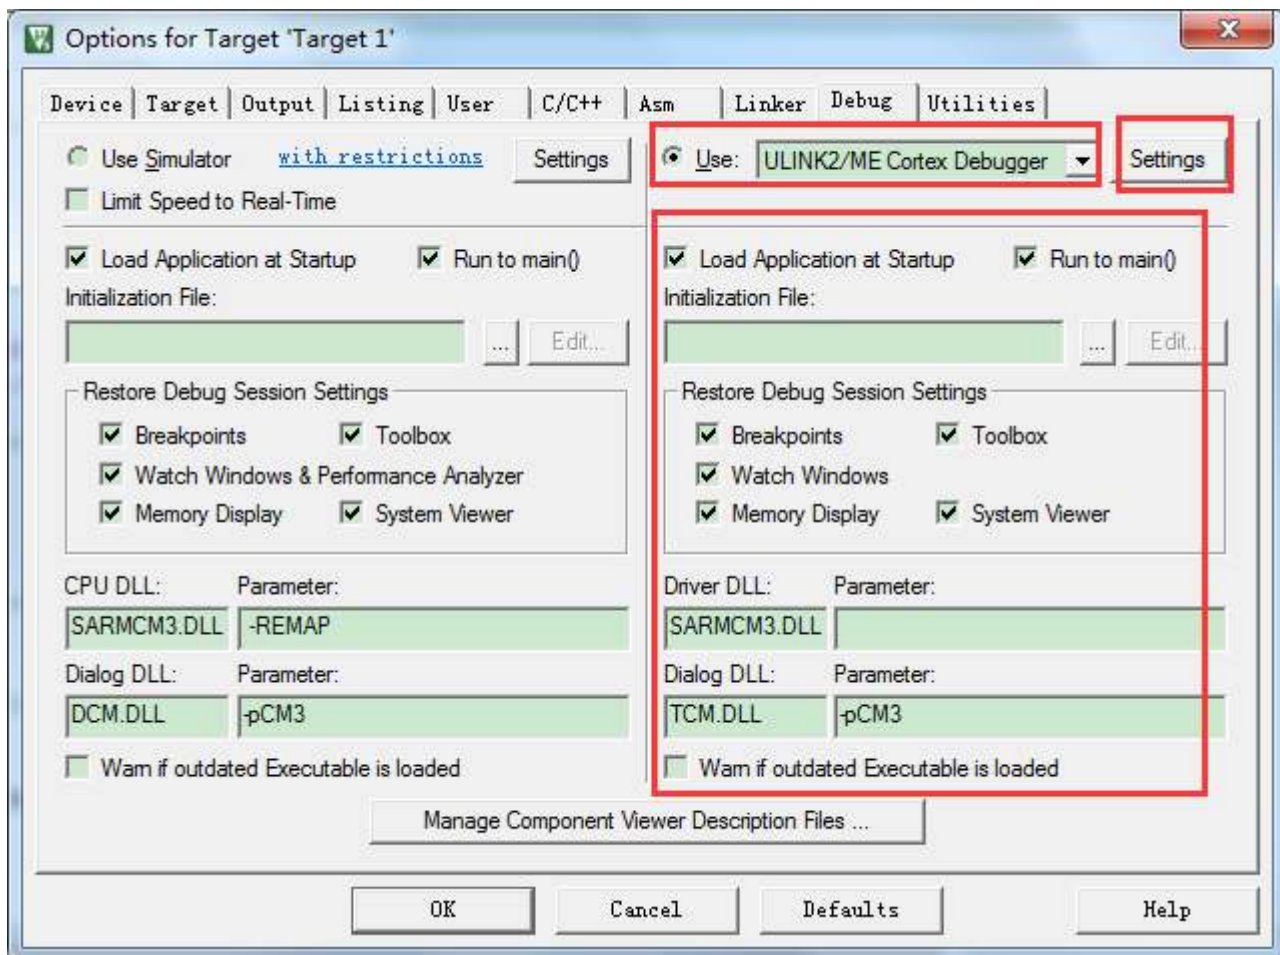 Options for Target 'Target 1'
Device Target Output Listing User C/C++ Asm Linker Debug Utilities
Use Simulator with restrictions Settings
Limit Speed to Real-Time
Load Application at Startup Run to main()
Initialization File:
... Edit...
Restore Debug Session Settings
Breakpoints Toolbox
Watch Windows & Performance Analyzer
Memory Display System Viewer
CPU DLL: Parameter:
SARMCM3.DLL -REMAP
Dialog DLL: Parameter:
DCM.DLL -pCM3
Warn if outdated Executable is loaded
Use: ULINK2/ME Cortex Debugger Settings
Load Application at Startup Run to main()
Initialization File:
... Edit...
Restore Debug Session Settings
Breakpoints Toolbox
Watch Windows
Memory Display System Viewer
Driver DLL: Parameter:
SARMCM3.DLL
Dialog DLL: Parameter:
TCM.DLL -pCM3
Warn if outdated Executable is loaded
Manage Component Viewer Description Files ...
OK Cancel Defaults Help